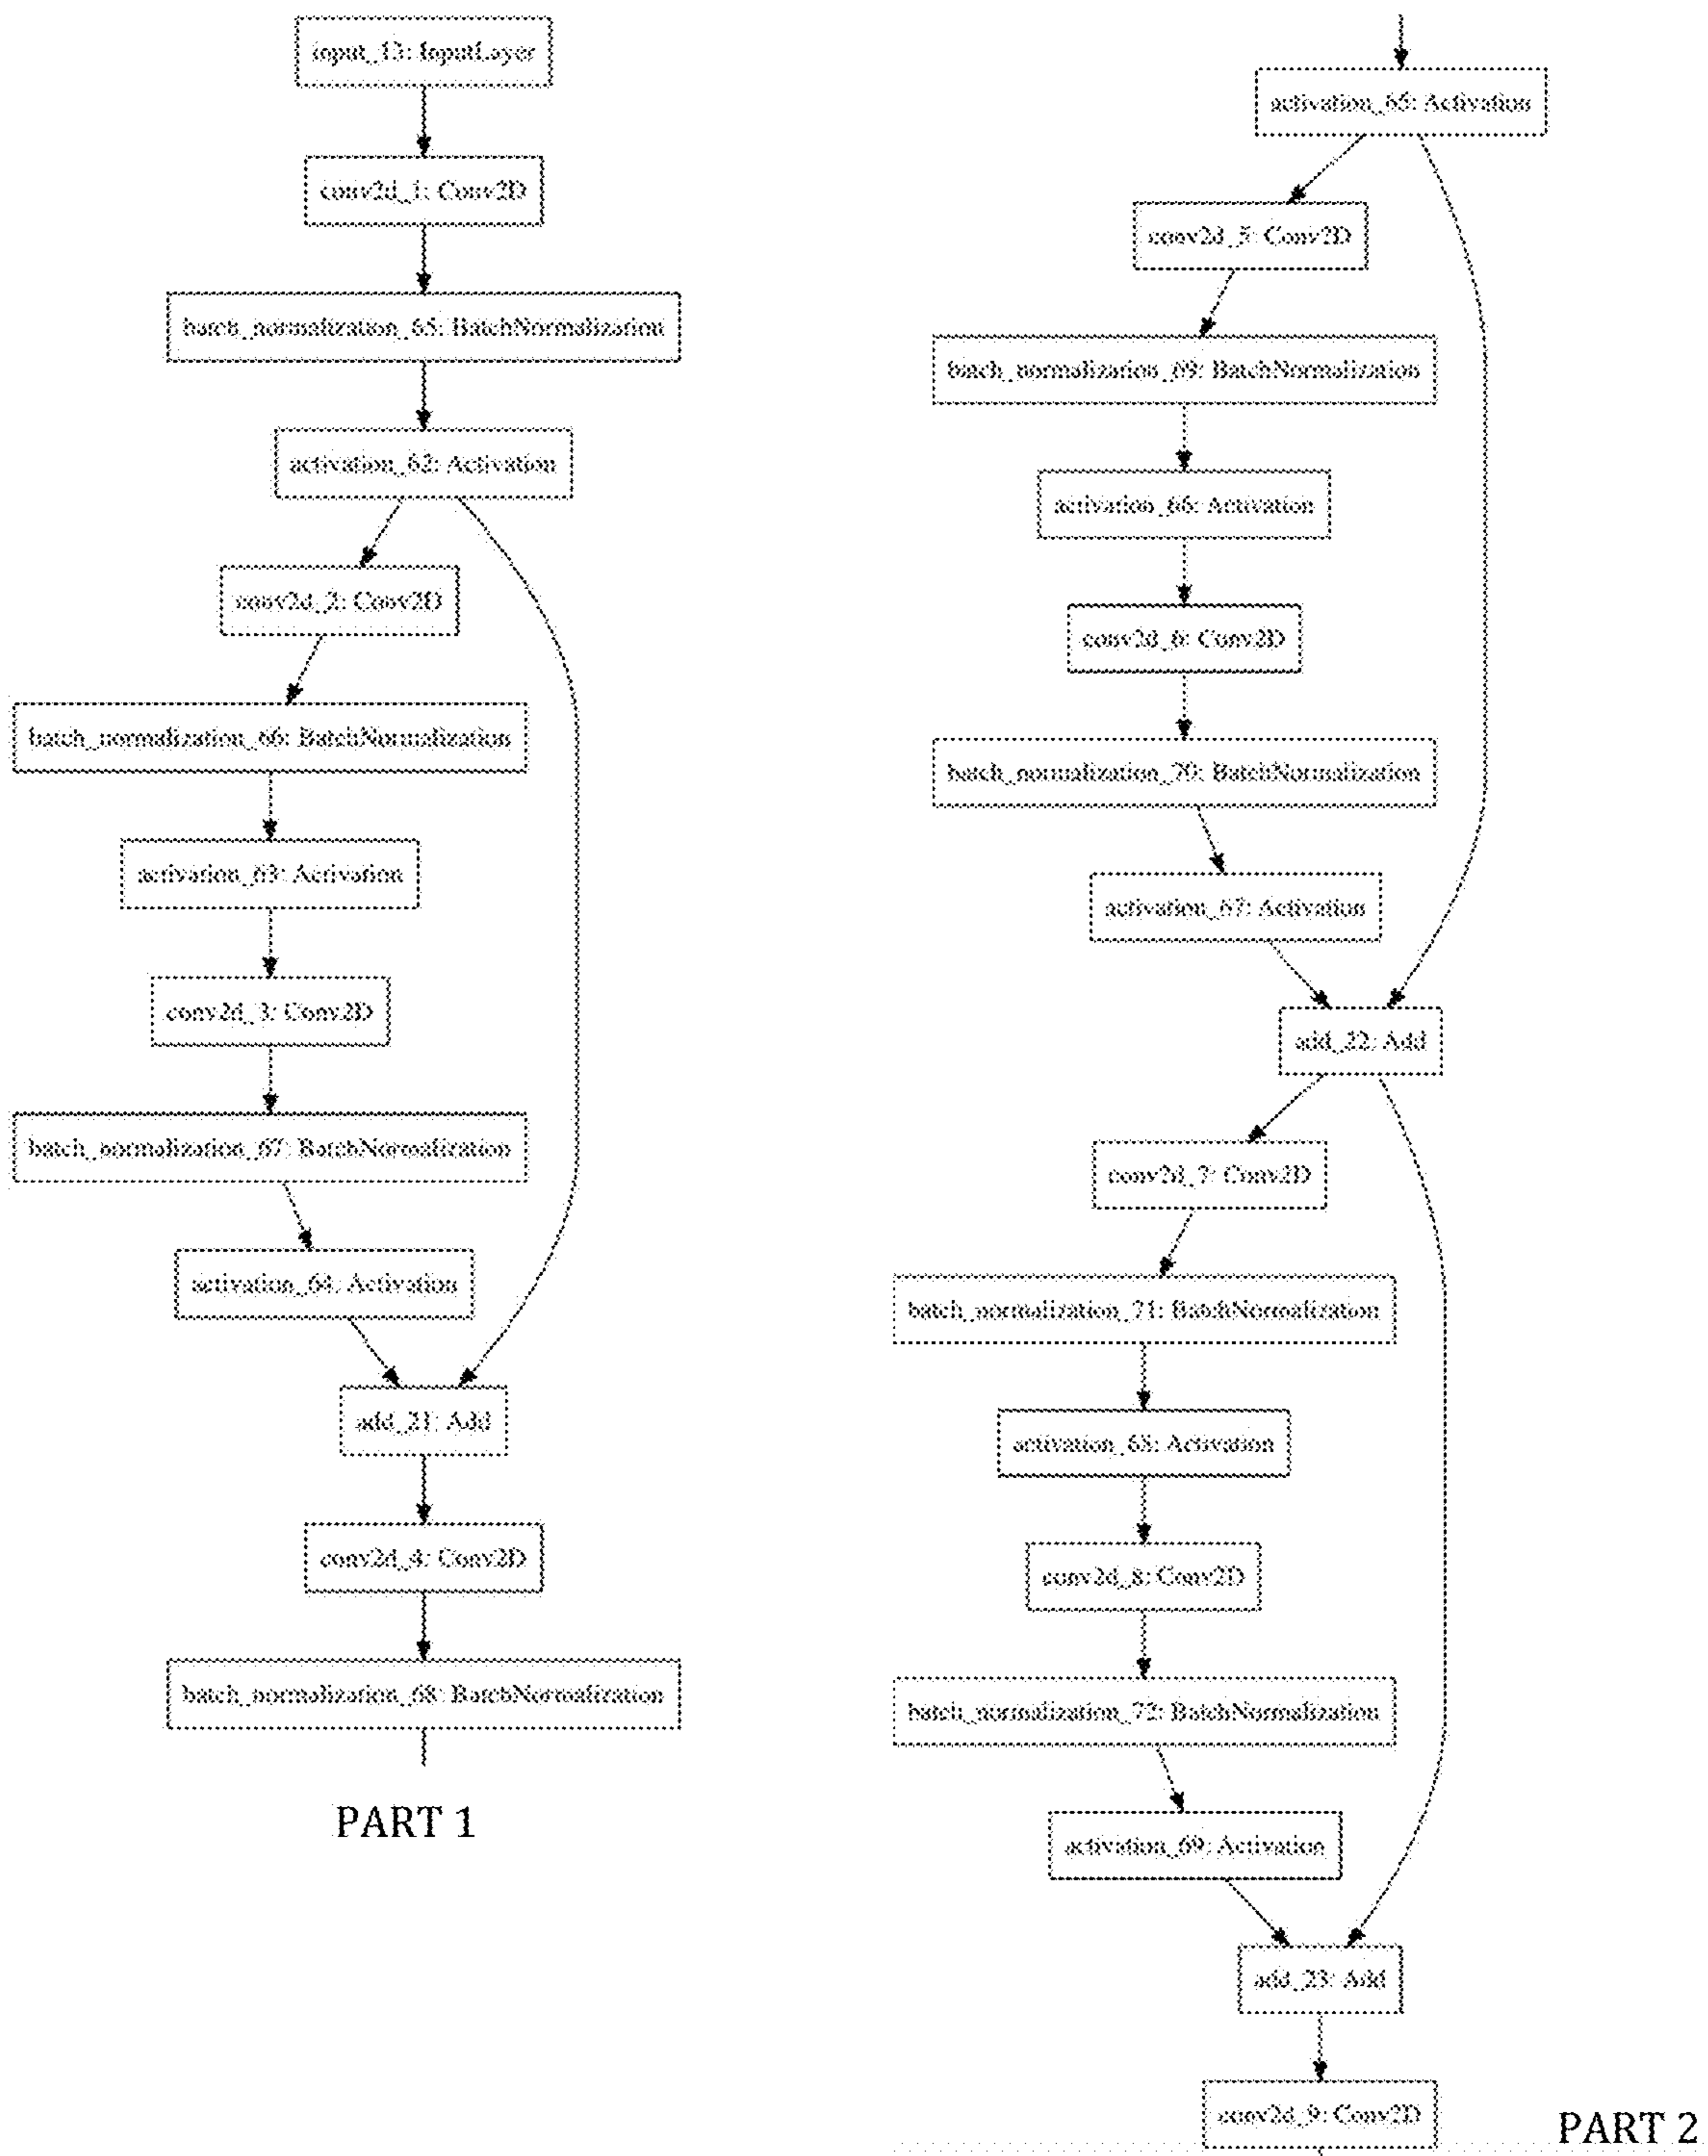 input_13: InputLayer
conv2d_1: Conv2D
batch_normalization_65: BatchNormalization
activation_62: Activation
conv2d_2: Conv2D
batch_normalization_66: BatchNormalization
activation_63: Activation
conv2d_3: Conv2D
batch_normalization_67: BatchNormalization
activation_64: Activation
add_21: Add
conv2d_4: Conv2D
batch_normalization_68: BatchNormalization
PART 1
activation_65: Activation
conv2d_5: Conv2D
batch_normalization_69: BatchNormalization
activation_66: Activation
conv2d_6: Conv2D
batch_normalization_70: BatchNormalization
activation_67: Activation
add_22: Add
conv2d_7: Conv2D
batch_normalization_71: BatchNormalization
activation_68: Activation
conv2d_8: Conv2D
batch_normalization_72: BatchNormalization
activation_69: Activation
add_23: Add
conv2d_9: Conv2D
PART 2